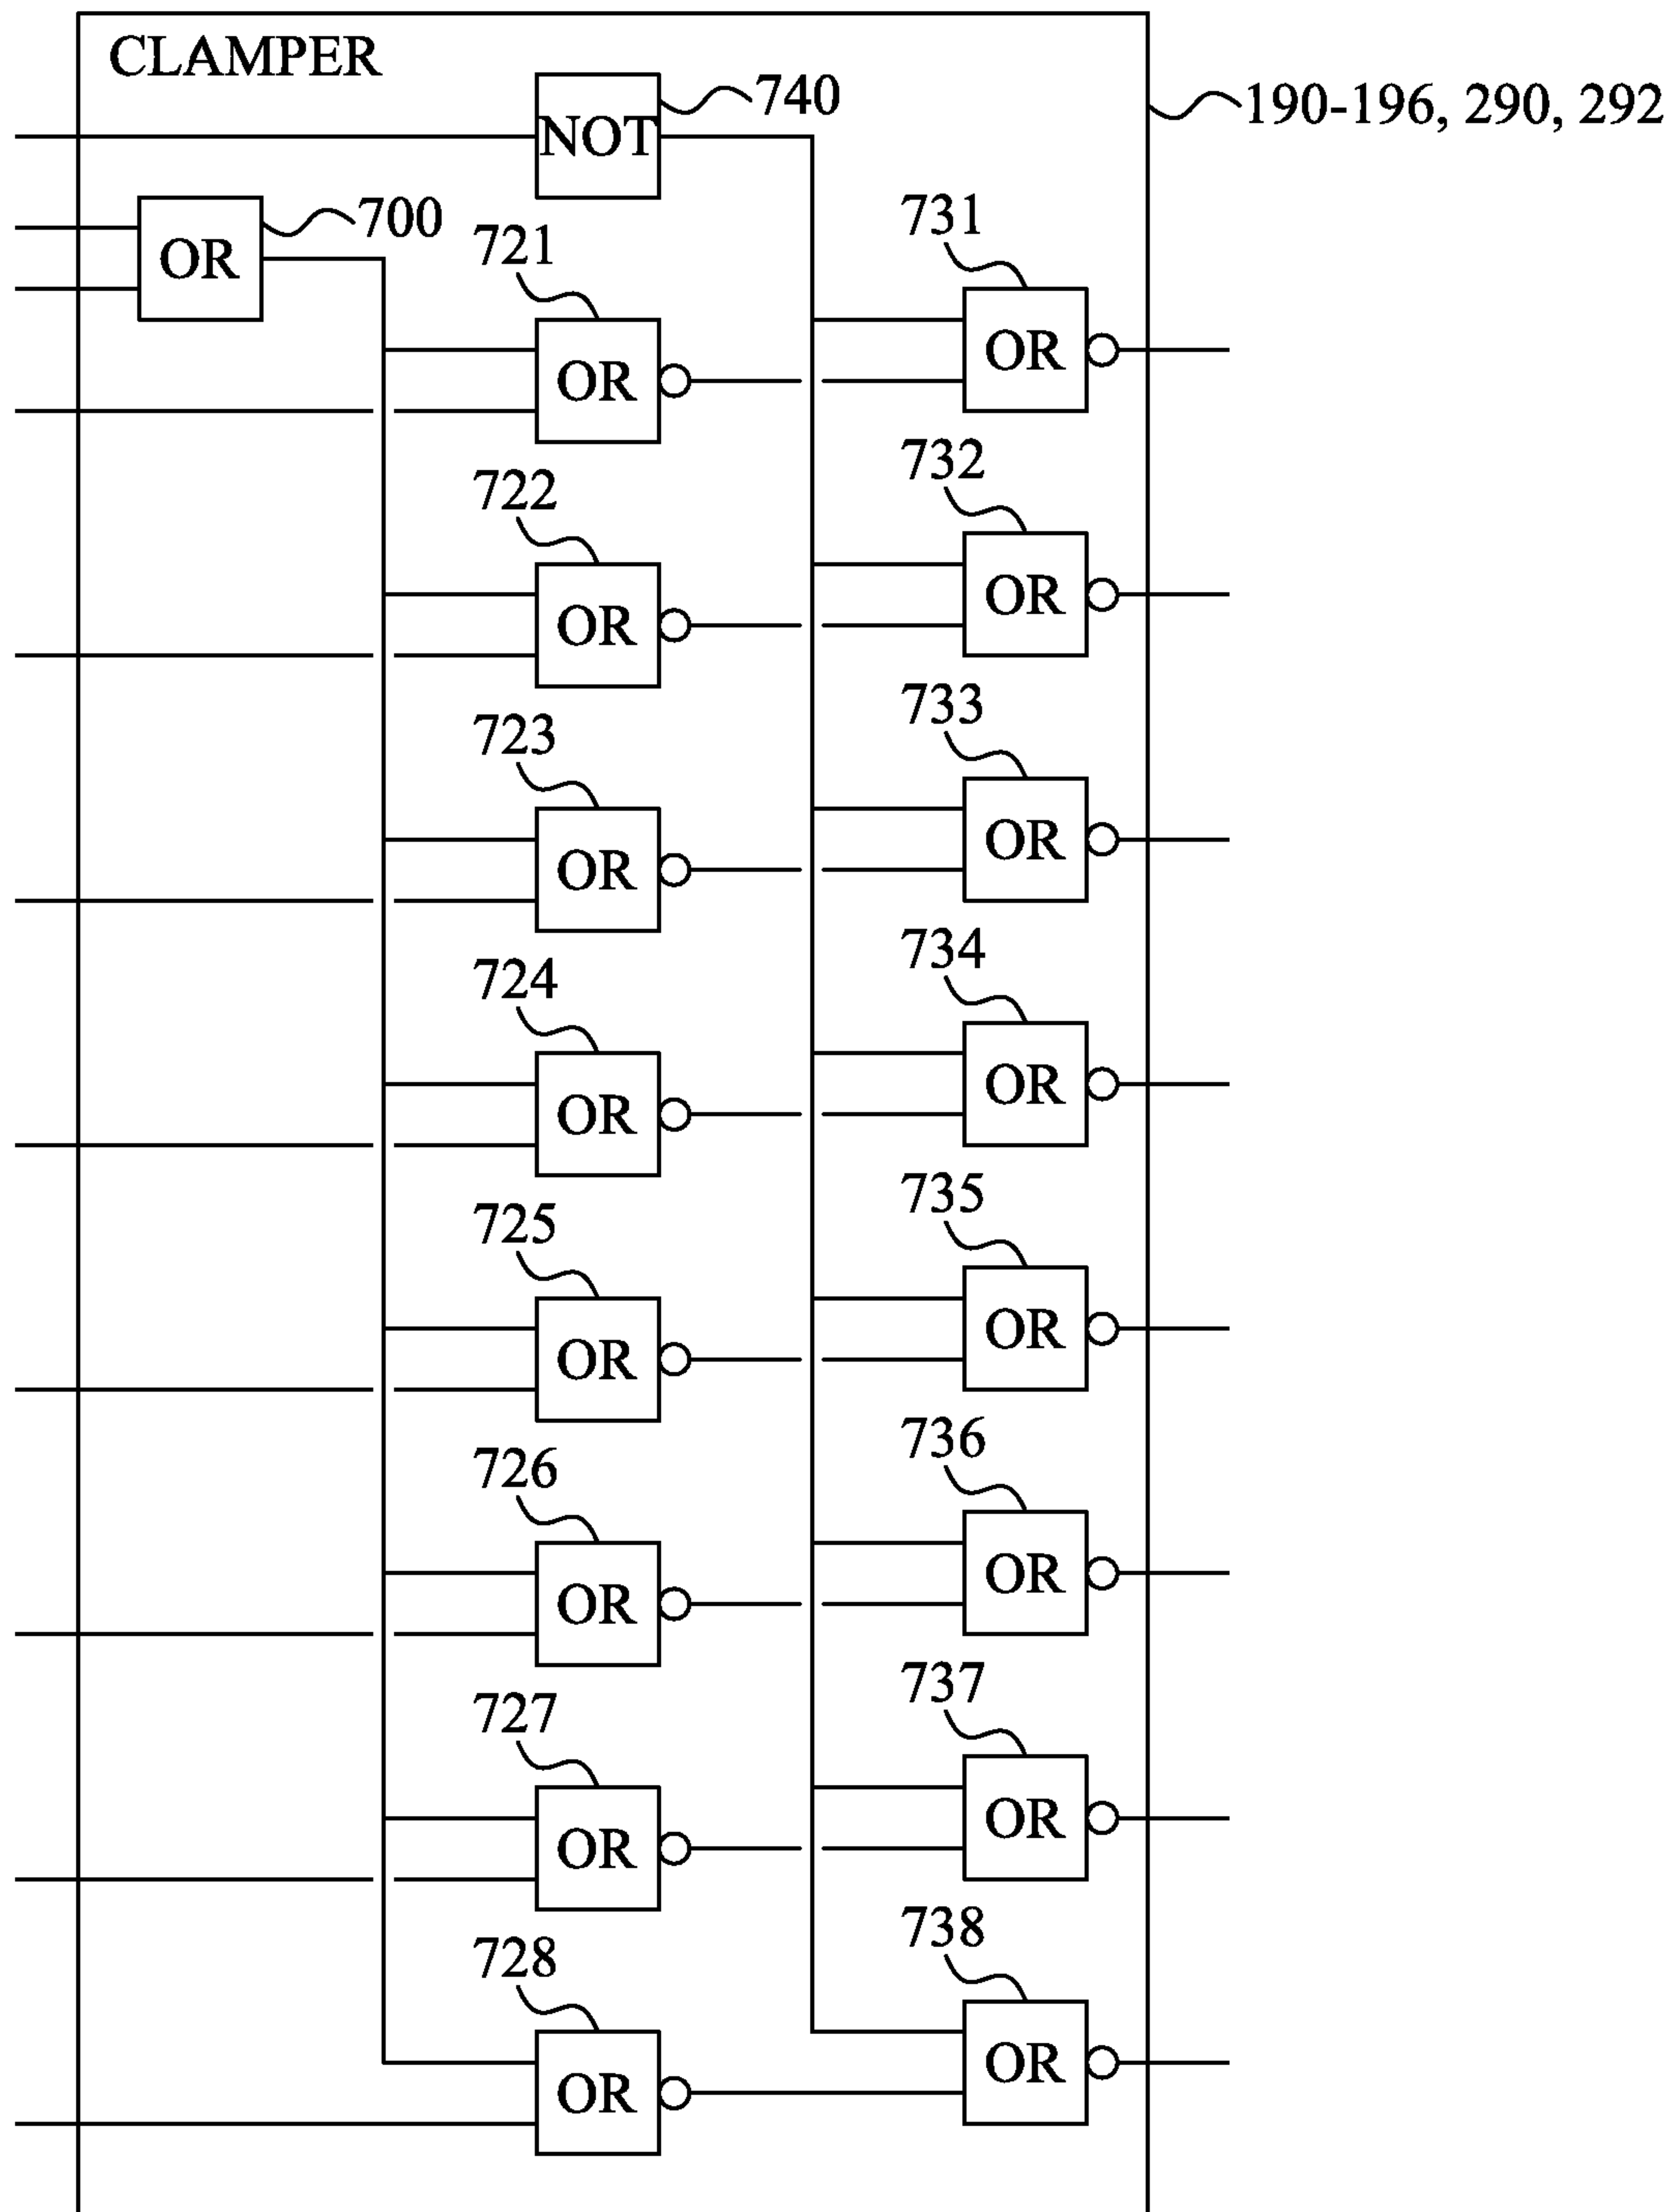 CLAMPER
740
NOT
190-196, 290, 292
700
OR
731
721
OR
OR
732
722
OR
OR
733
723
OR
OR
734
724
OR
OR
735
725
OR
OR
736
726
OR
OR
737
727
OR
OR
738
728
OR
OR